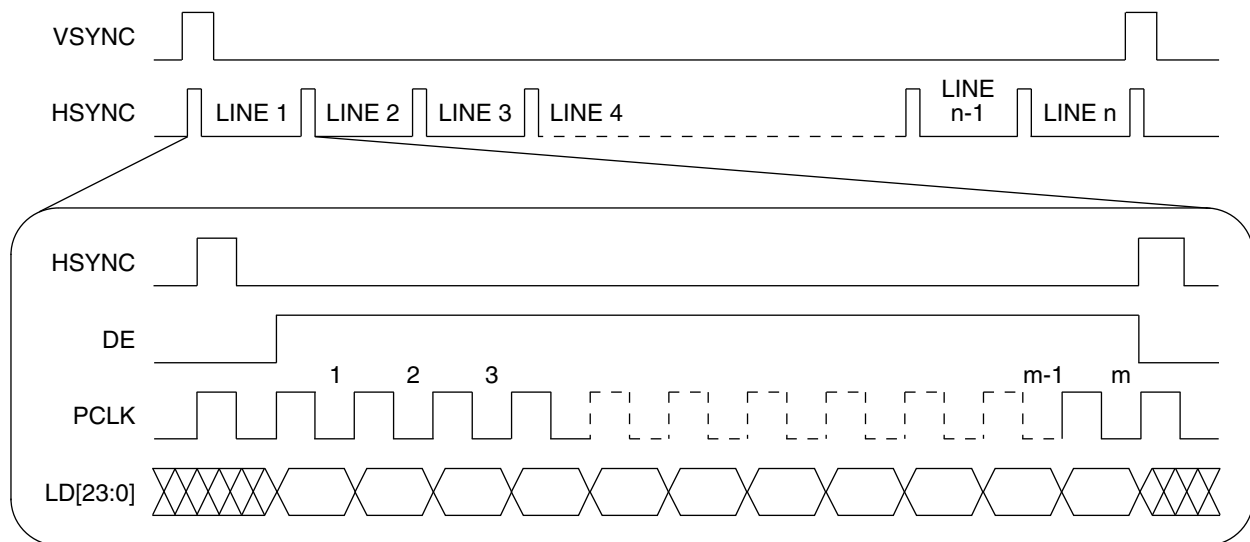 VSYNC
HSYNC LINE 1 LINE 2 LINE 3 LINE 4 LINE n-1 LINE n
HSYNC
DE
1 2 3 m-1 m
PCLK
LD[23:0]